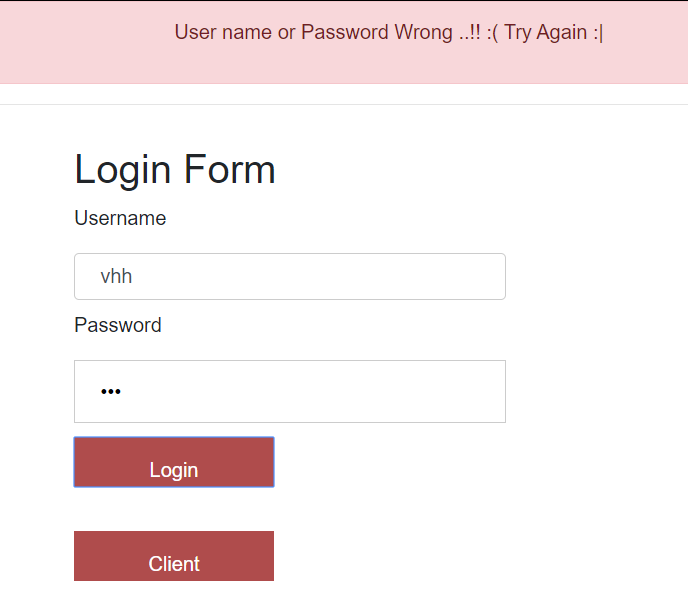 User name or Password Wrong ..!! :( Try Again :|
Login Form
Username
vhh
Password
•••
Login
Client